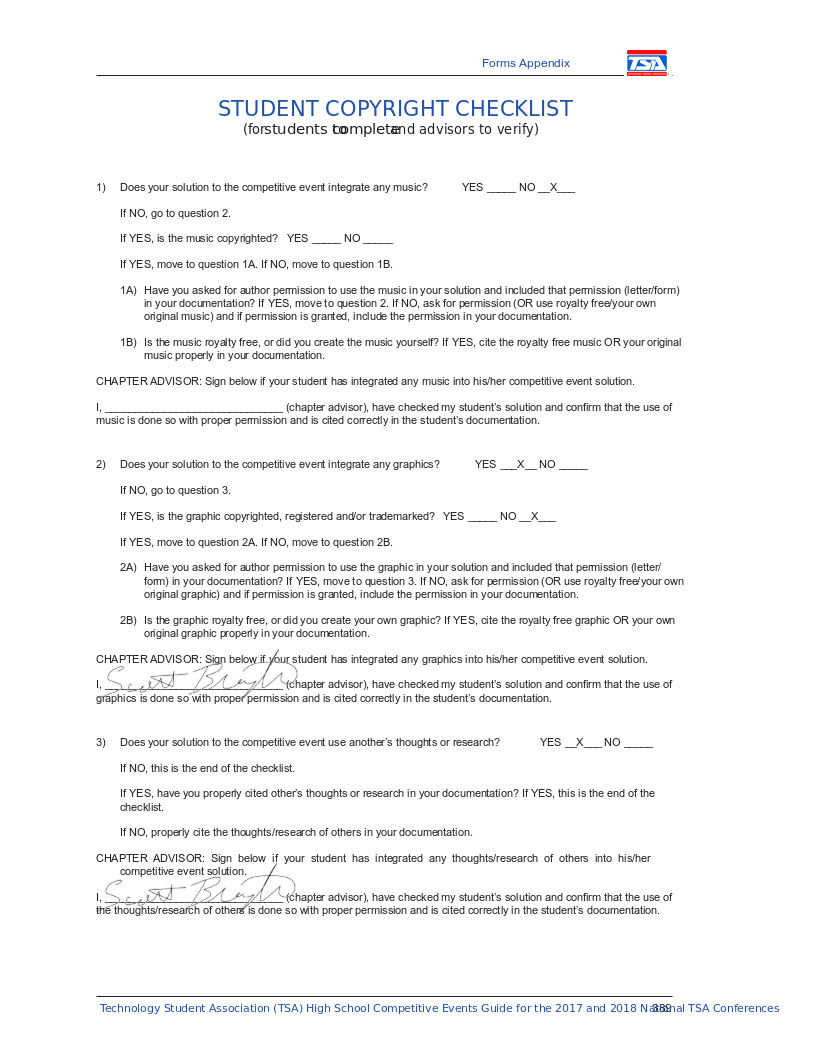 Forms Appendix
TSA
STUDENT COPYRIGHT CHECKLIST
(for students to complete and advisors to verify)
1) Does your solution to the competitive event integrate any music? YES _____ NO __X___
If NO, go to question 2.
If YES, is the music copyrighted? YES _____ NO _____
If YES, move to question 1A. If NO, move to question 1B.
1A) Have you asked for author permission to use the music in your solution and included that permission (letter/form)
in your documentation? If YES, move to question 2. If NO, ask for permission (OR use royalty free/your own
original music) and if permission is granted, include the permission in your documentation.
1B) Is the music royalty free, or did you create the music yourself? If YES, cite the royalty free music OR your original
music properly in your documentation.
CHAPTER ADVISOR: Sign below if your student has integrated any music into his/her competitive event solution.
I, ______________________________ (chapter advisor), have checked my student's solution and confirm that the use of
music is done so with proper permission and is cited correctly in the student's documentation.
2) Does your solution to the competitive event integrate any graphics? YES ___X__ NO _____
If NO, go to question 3.
If YES, is the graphic copyrighted, registered and/or trademarked? YES _____ NO __X___
If YES, move to question 2A. If NO, move to question 2B.
2A) Have you asked for author permission to use the graphic in your solution and included that permission (letter/
form) in your documentation? If YES, move to question 3. If NO, ask for permission (OR use royalty free/your own
original graphic) and if permission is granted, include the permission in your documentation.
2B) Is the graphic royalty free, or did you create your own graphic? If YES, cite the royalty free graphic OR your own
original graphic properly in your documentation.
CHAPTER ADVISOR: Sign below if your student has integrated any graphics into his/her competitive event solution.
I, Scott ______________________________ (chapter advisor), have checked my student's solution and confirm that the use of
graphics is done so with proper permission and is cited correctly in the student's documentation.
3) Does your solution to the competitive event use another's thoughts or research? YES __X___ NO _____
If NO, this is the end of the checklist.
If YES, have you properly cited other's thoughts or research in your documentation? If YES, this is the end of the
checklist.
If NO, properly cite the thoughts/research of others in your documentation.
CHAPTER ADVISOR: Sign below if your student has integrated any thoughts/research of others into his/her
competitive event solution.
I, Scott ______________________________ (chapter advisor), have checked my student's solution and confirm that the use of
the thoughts/research of others is done so with proper permission and is cited correctly in the student's documentation.
Technology Student Association (TSA) High School Competitive Events Guide for the 2017 and 2018 National TSA Conferences